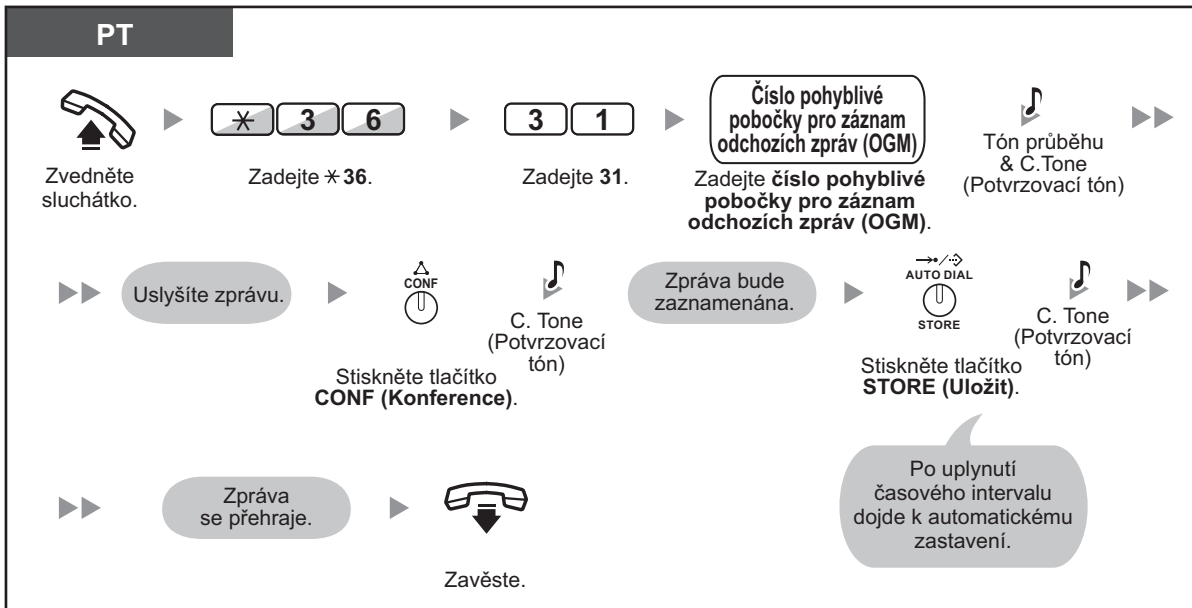 PT
* 3 6
3 1
Číslo pohyblivé
pobočky pro záznam
odchozích zpráv (OGM)
Zvedněte
sluchátko.
Zadejte * 36.
Zadejte 31.
Zadejte číslo pohyblivé
pobočky pro záznam
odchozích zpráv (OGM).
Tón průběhu
& C.Tone
(Potvrzovací tón)
Uslyšíte zprávu.
CONF
Stiskněte tlačítko
CONF (Konference).
C. Tone
(Potvrzovací
tón)
Zpráva bude
zaznamenána.
AUTO DIAL
STORE
Stiskněte tlačítko
STORE (Uložit).
C. Tone
(Potvrzovací
tón)
Po uplynutí
časového intervalu
dojde k automatickému
zastavení.
Zpráva
se přehraje.
Zavěste.